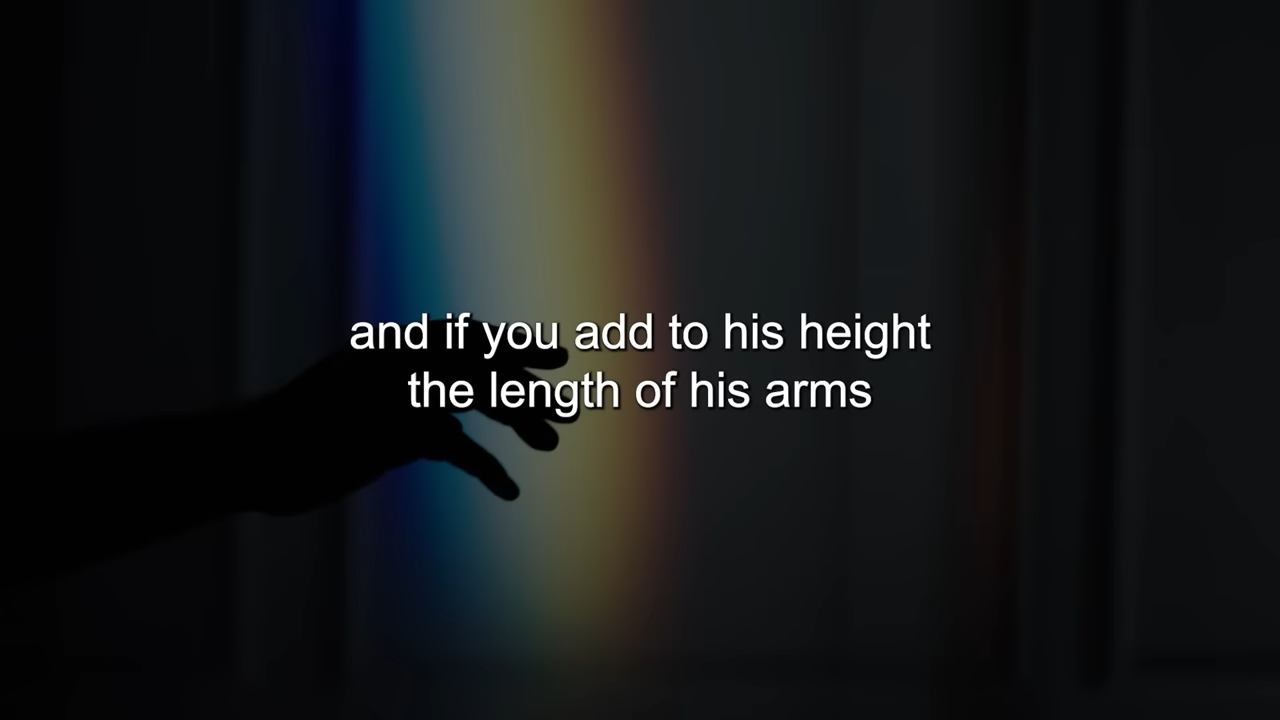 and if you add to his height
the length of his arms